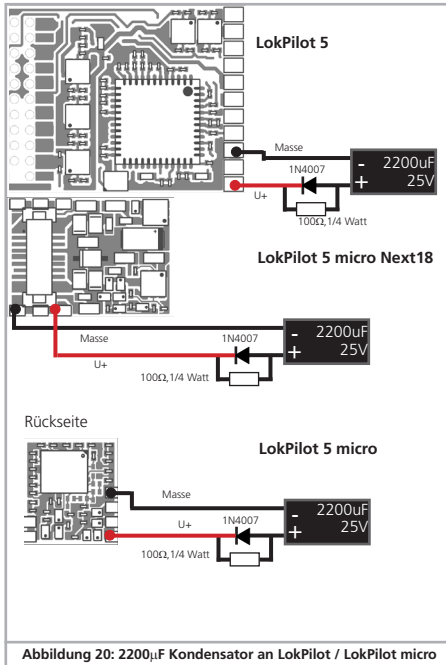 LokPilot 5
Masse
-
2200uF
1N4007
+
25V
U+
100Ω,1/4 Watt
LokPilot 5 micro Next18
-
2200uF
Masse
1N4007
+
25V
U+
100Ω,1/4 Watt
Rückseite
LokPilot 5 micro
Masse
-
2200uF
U+
1N4007
+
25V
100Ω,1/4 Watt
Abbildung 20: 2200µF Kondensator an LokPilot / LokPilot micro